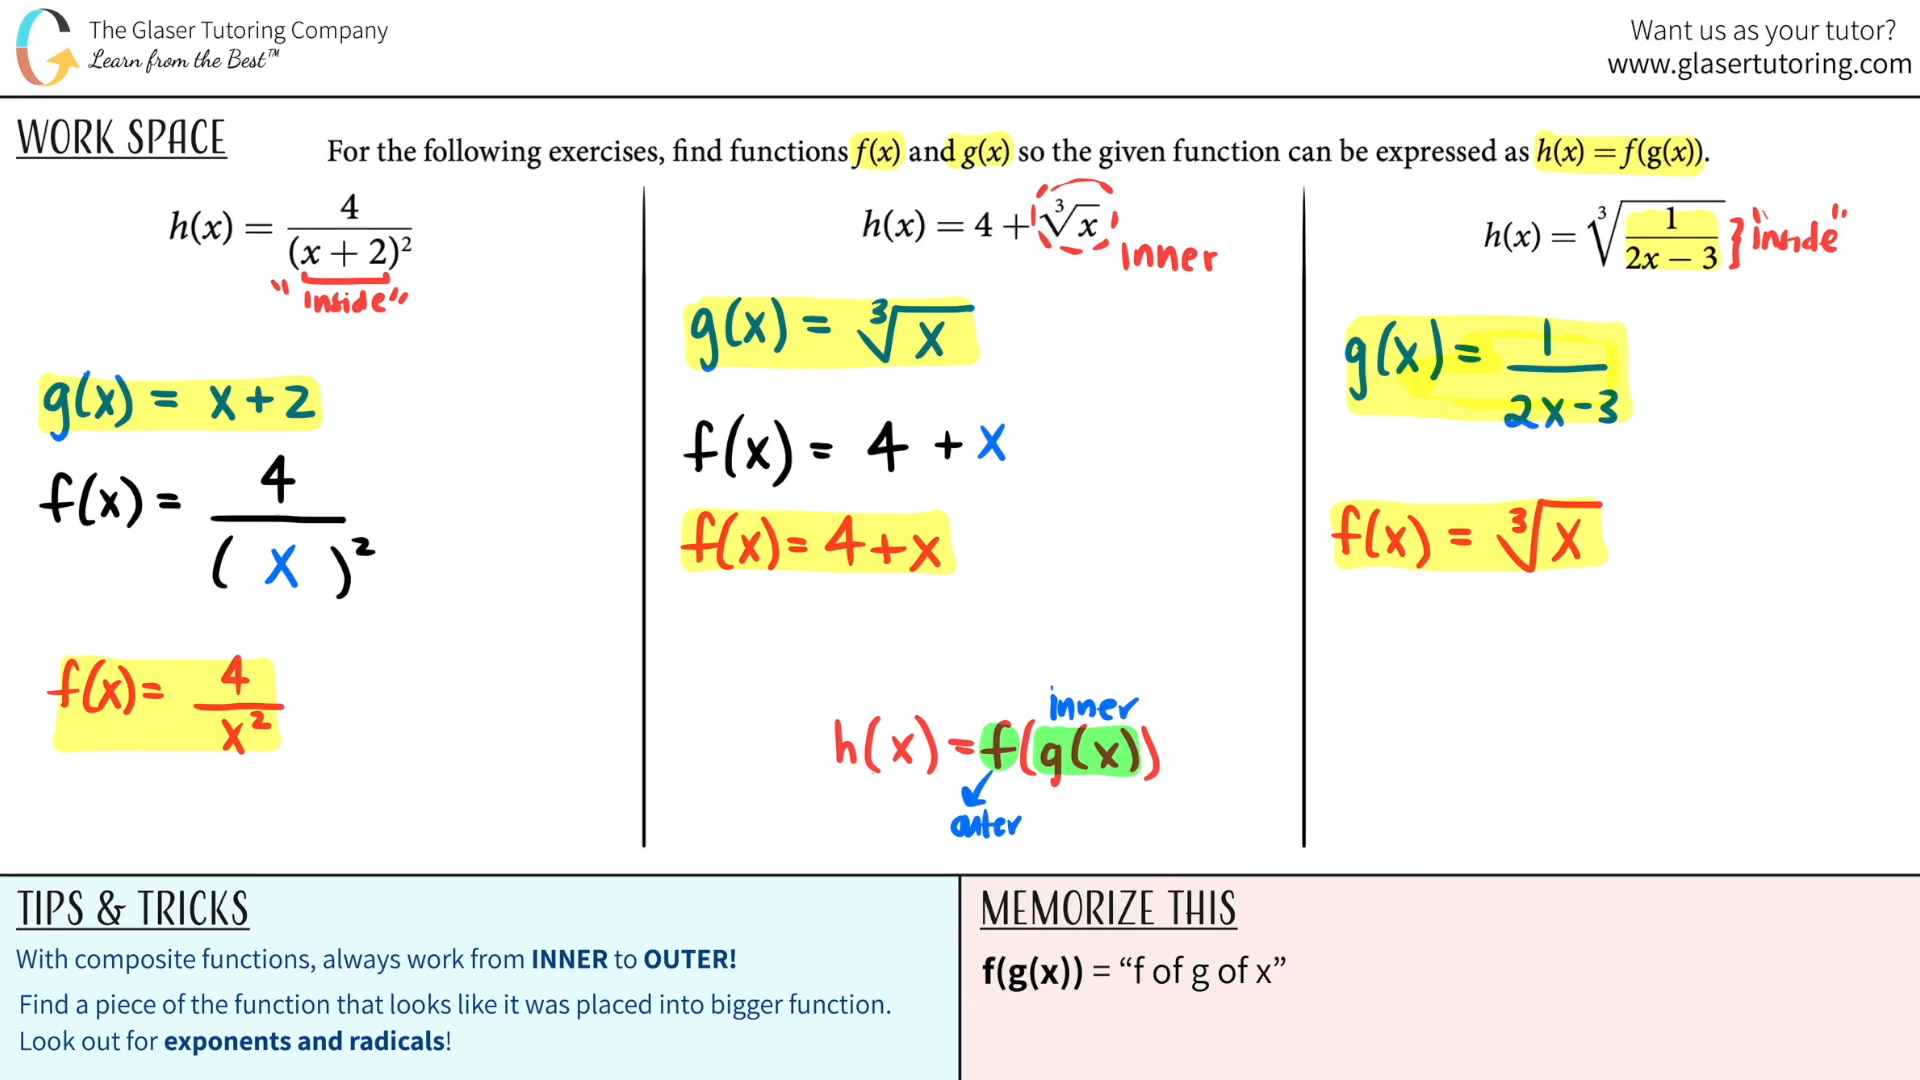 The Glaser Tutoring Company
Learn from the Best™
Want us as your tutor?
www.glasertutoring.com
WORK SPACE
For the following exercises, find functions f(x) and g(x) so the given function can be expressed as h(x) = f(g(x)).
h(x) = 4/(x + 2)²
"inside"
g(x) = x+2
f(x) = 4/( x )²
f(x) = 4/x²
h(x) = 4 + ∛x
inner
g(x) = ∛x
f(x) = 4 + x
f(x) = 4+x
inner
h(x) = f(g(x))
outer
h(x) = ∛(1/(2x − 3))
"inside"
g(x) = 1/(2x-3)
f(x) = ∛x
TIPS & TRICKS
With composite functions, always work from INNER to OUTER!
Find a piece of the function that looks like it was placed into bigger function.
Look out for exponents and radicals!
MEMORIZE THIS
f(g(x)) = “f of g of x”